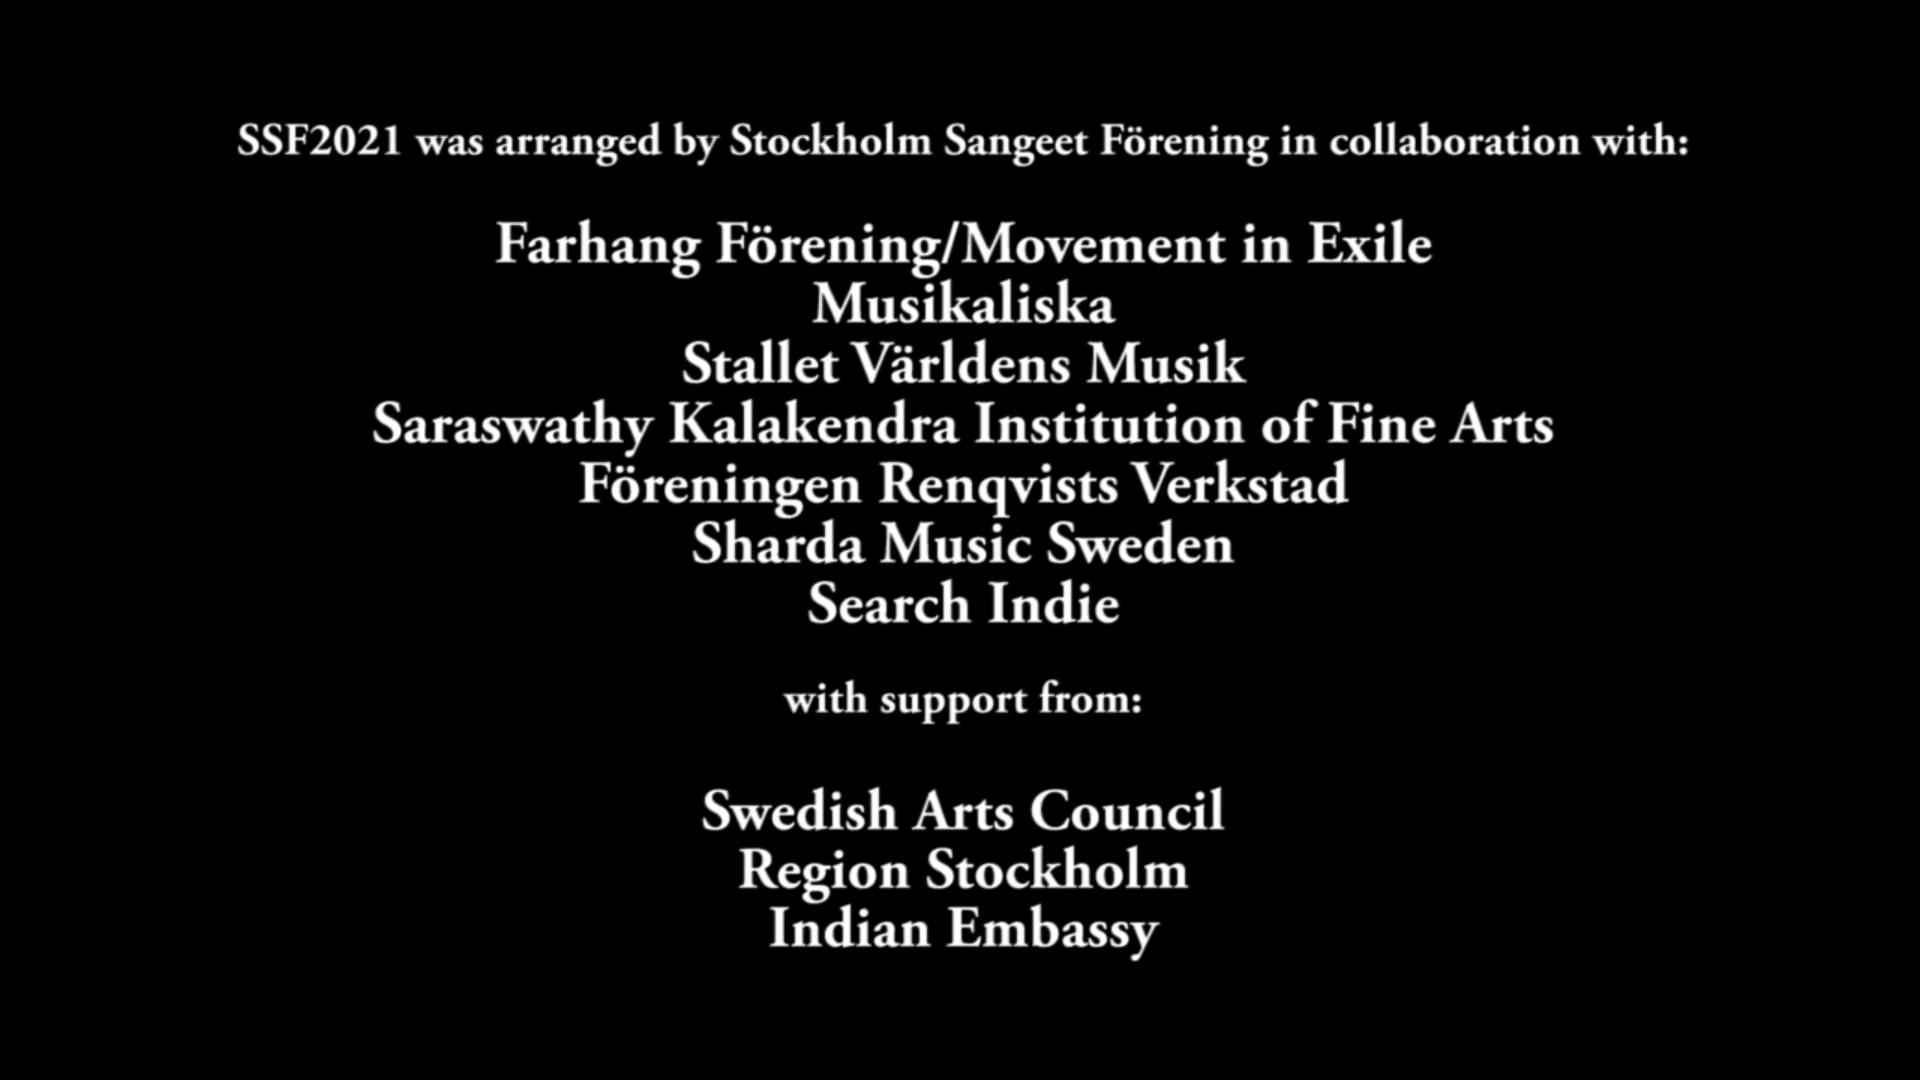 SSF2021 was arranged by Stockholm Sangeet Förening in collaboration with:
Farhang Förening/Movement in Exile
Musikaliska
Stallet Världens Musik
Saraswathy Kalakendra Institution of Fine Arts
Föreningen Renqvists Verkstad
Sharda Music Sweden
Search Indie
with support from:
Swedish Arts Council
Region Stockholm
Indian Embassy